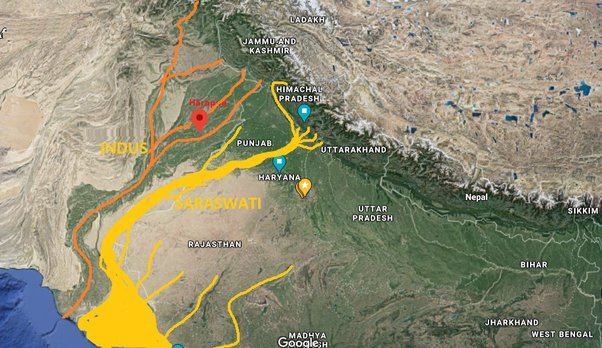 LADAKH
JAMMU AND
KASHMIR
HIMACHAL
PRADESH
Harappa
PUNJAB
INDUS
UTTARAKHAND
HARYANA
SARASWATI
Nepal
SIKKIM
UTTAR
PRADESH
RAJASTHAN
BIHAR
JHARKHAND
WEST BENGAL
MADHYA
Google